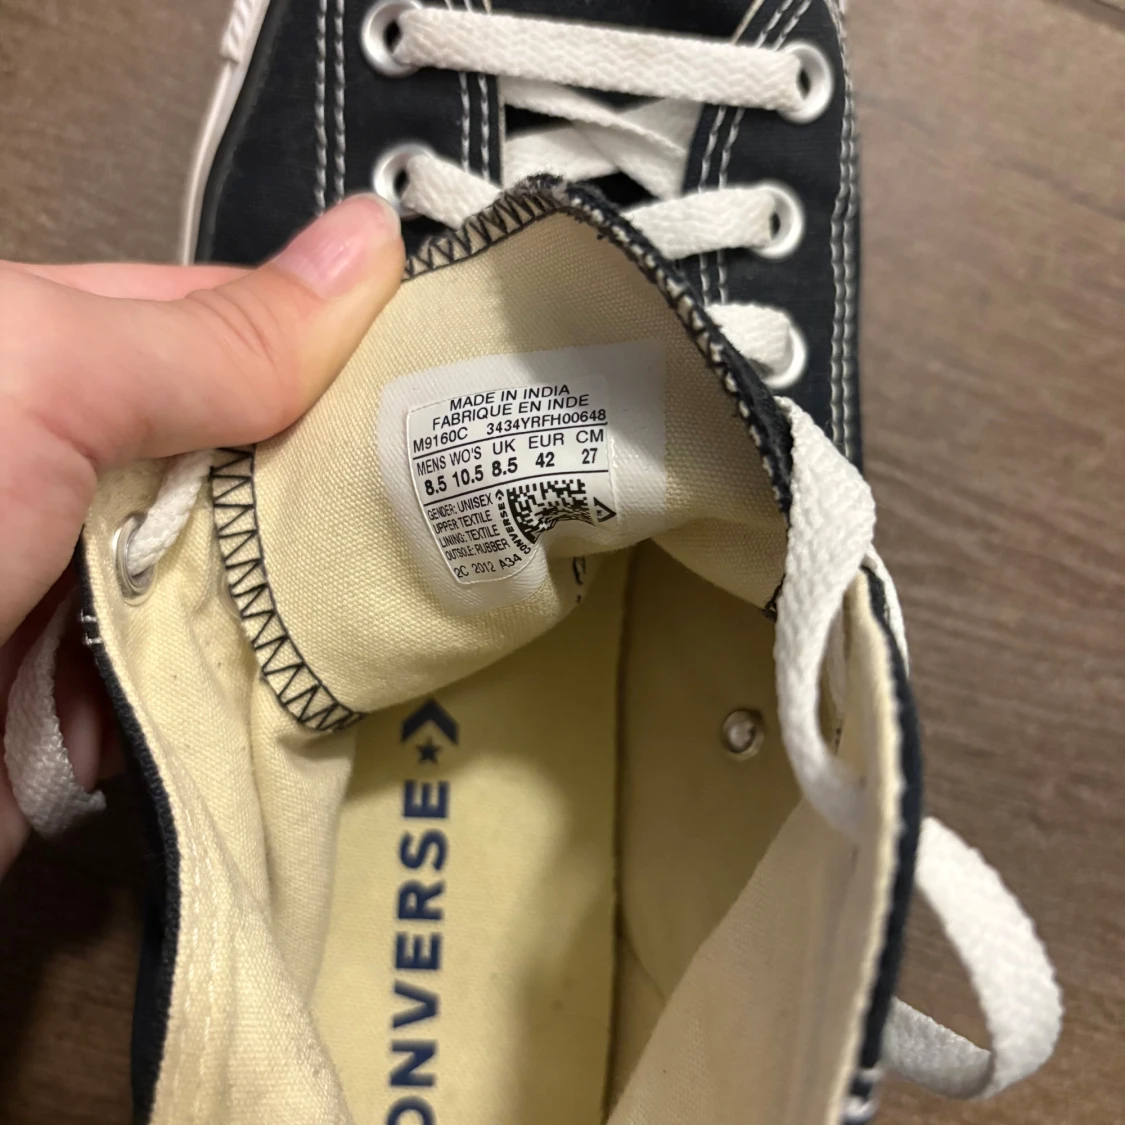 MADE IN INDIA
FABRIQUE EN INDE
M9160C 3434YRFH00648
MENS WO'S UK EUR CM
8.5 10.5 8.5 42 27
GENDER: UNISEX
UPPER TEXTILE
LINING: TEXTILE
OUTSOLE: RUBBER
CONVERSE
2C 2012 A34
ONVERSE